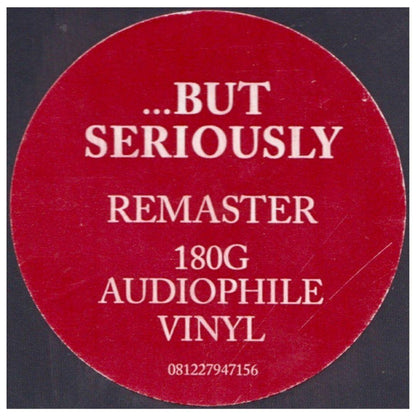 ...BUT
SERIOUSLY
REMASTER
180G
AUDIOPHILE
VINYL
081227947156